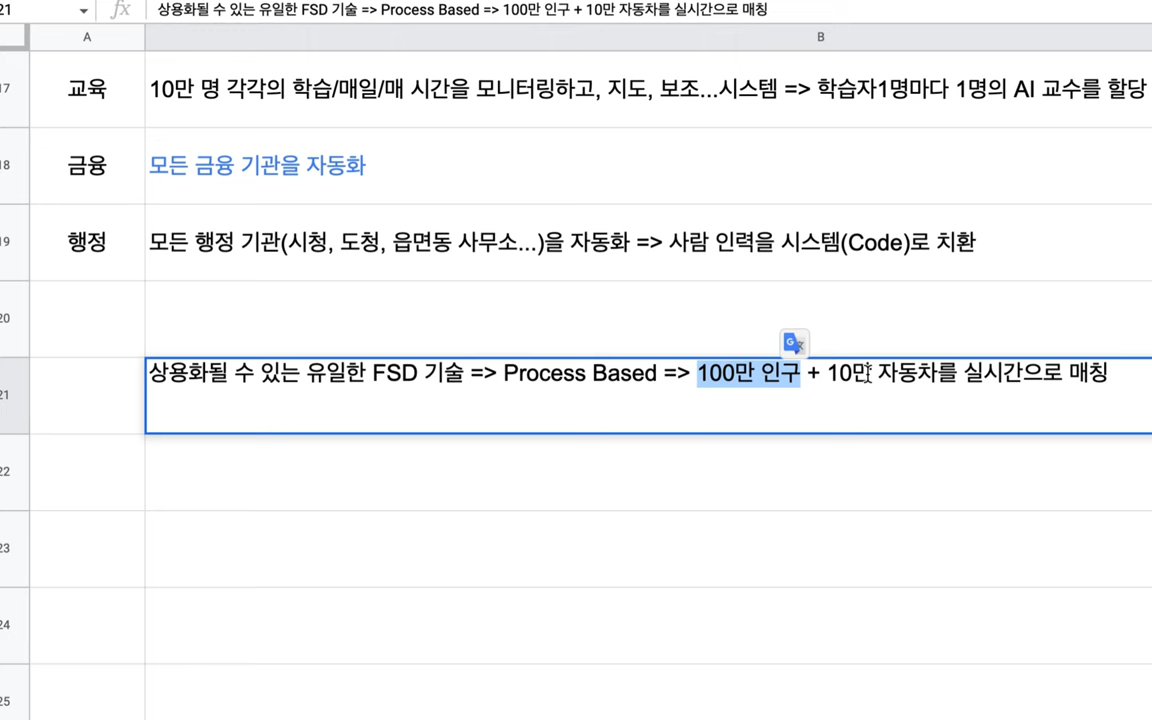 21 fx 상용화될 수 있는 유일한 FSD 기술 => Process Based => 100만 인구 + 10만 자동차를 실시간으로 매칭
A B
17 교육 10만 명 각각의 학습/매일/매 시간을 모니터링하고, 지도, 보조...시스템 => 학습자1명마다 1명의 AI 교수를 할당
18 금융 모든 금융 기관을 자동화
19 행정 모든 행정 기관(시청, 도청, 읍면동 사무소...)을 자동화 => 사람 인력을 시스템(Code)로 치환
20
21 상용화될 수 있는 유일한 FSD 기술 => Process Based => 100만 인구 + 10만 자동차를 실시간으로 매칭
22
23
24
25